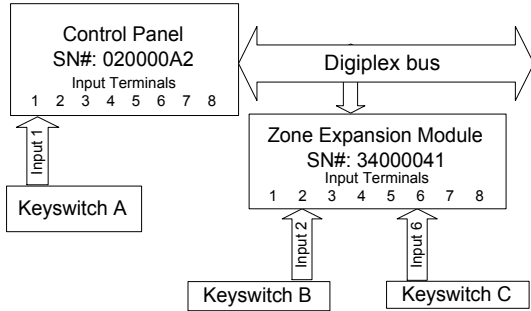 Control Panel
SN#: 020000A2
Input Terminals
1 2 3 4 5 6 7 8
Input 1
Keyswitch A
Digiplex bus
Zone Expansion Module
SN#: 34000041
Input Terminals
1 2 3 4 5 6 7 8
Input 2
Input 6
Keyswitch B
Keyswitch C